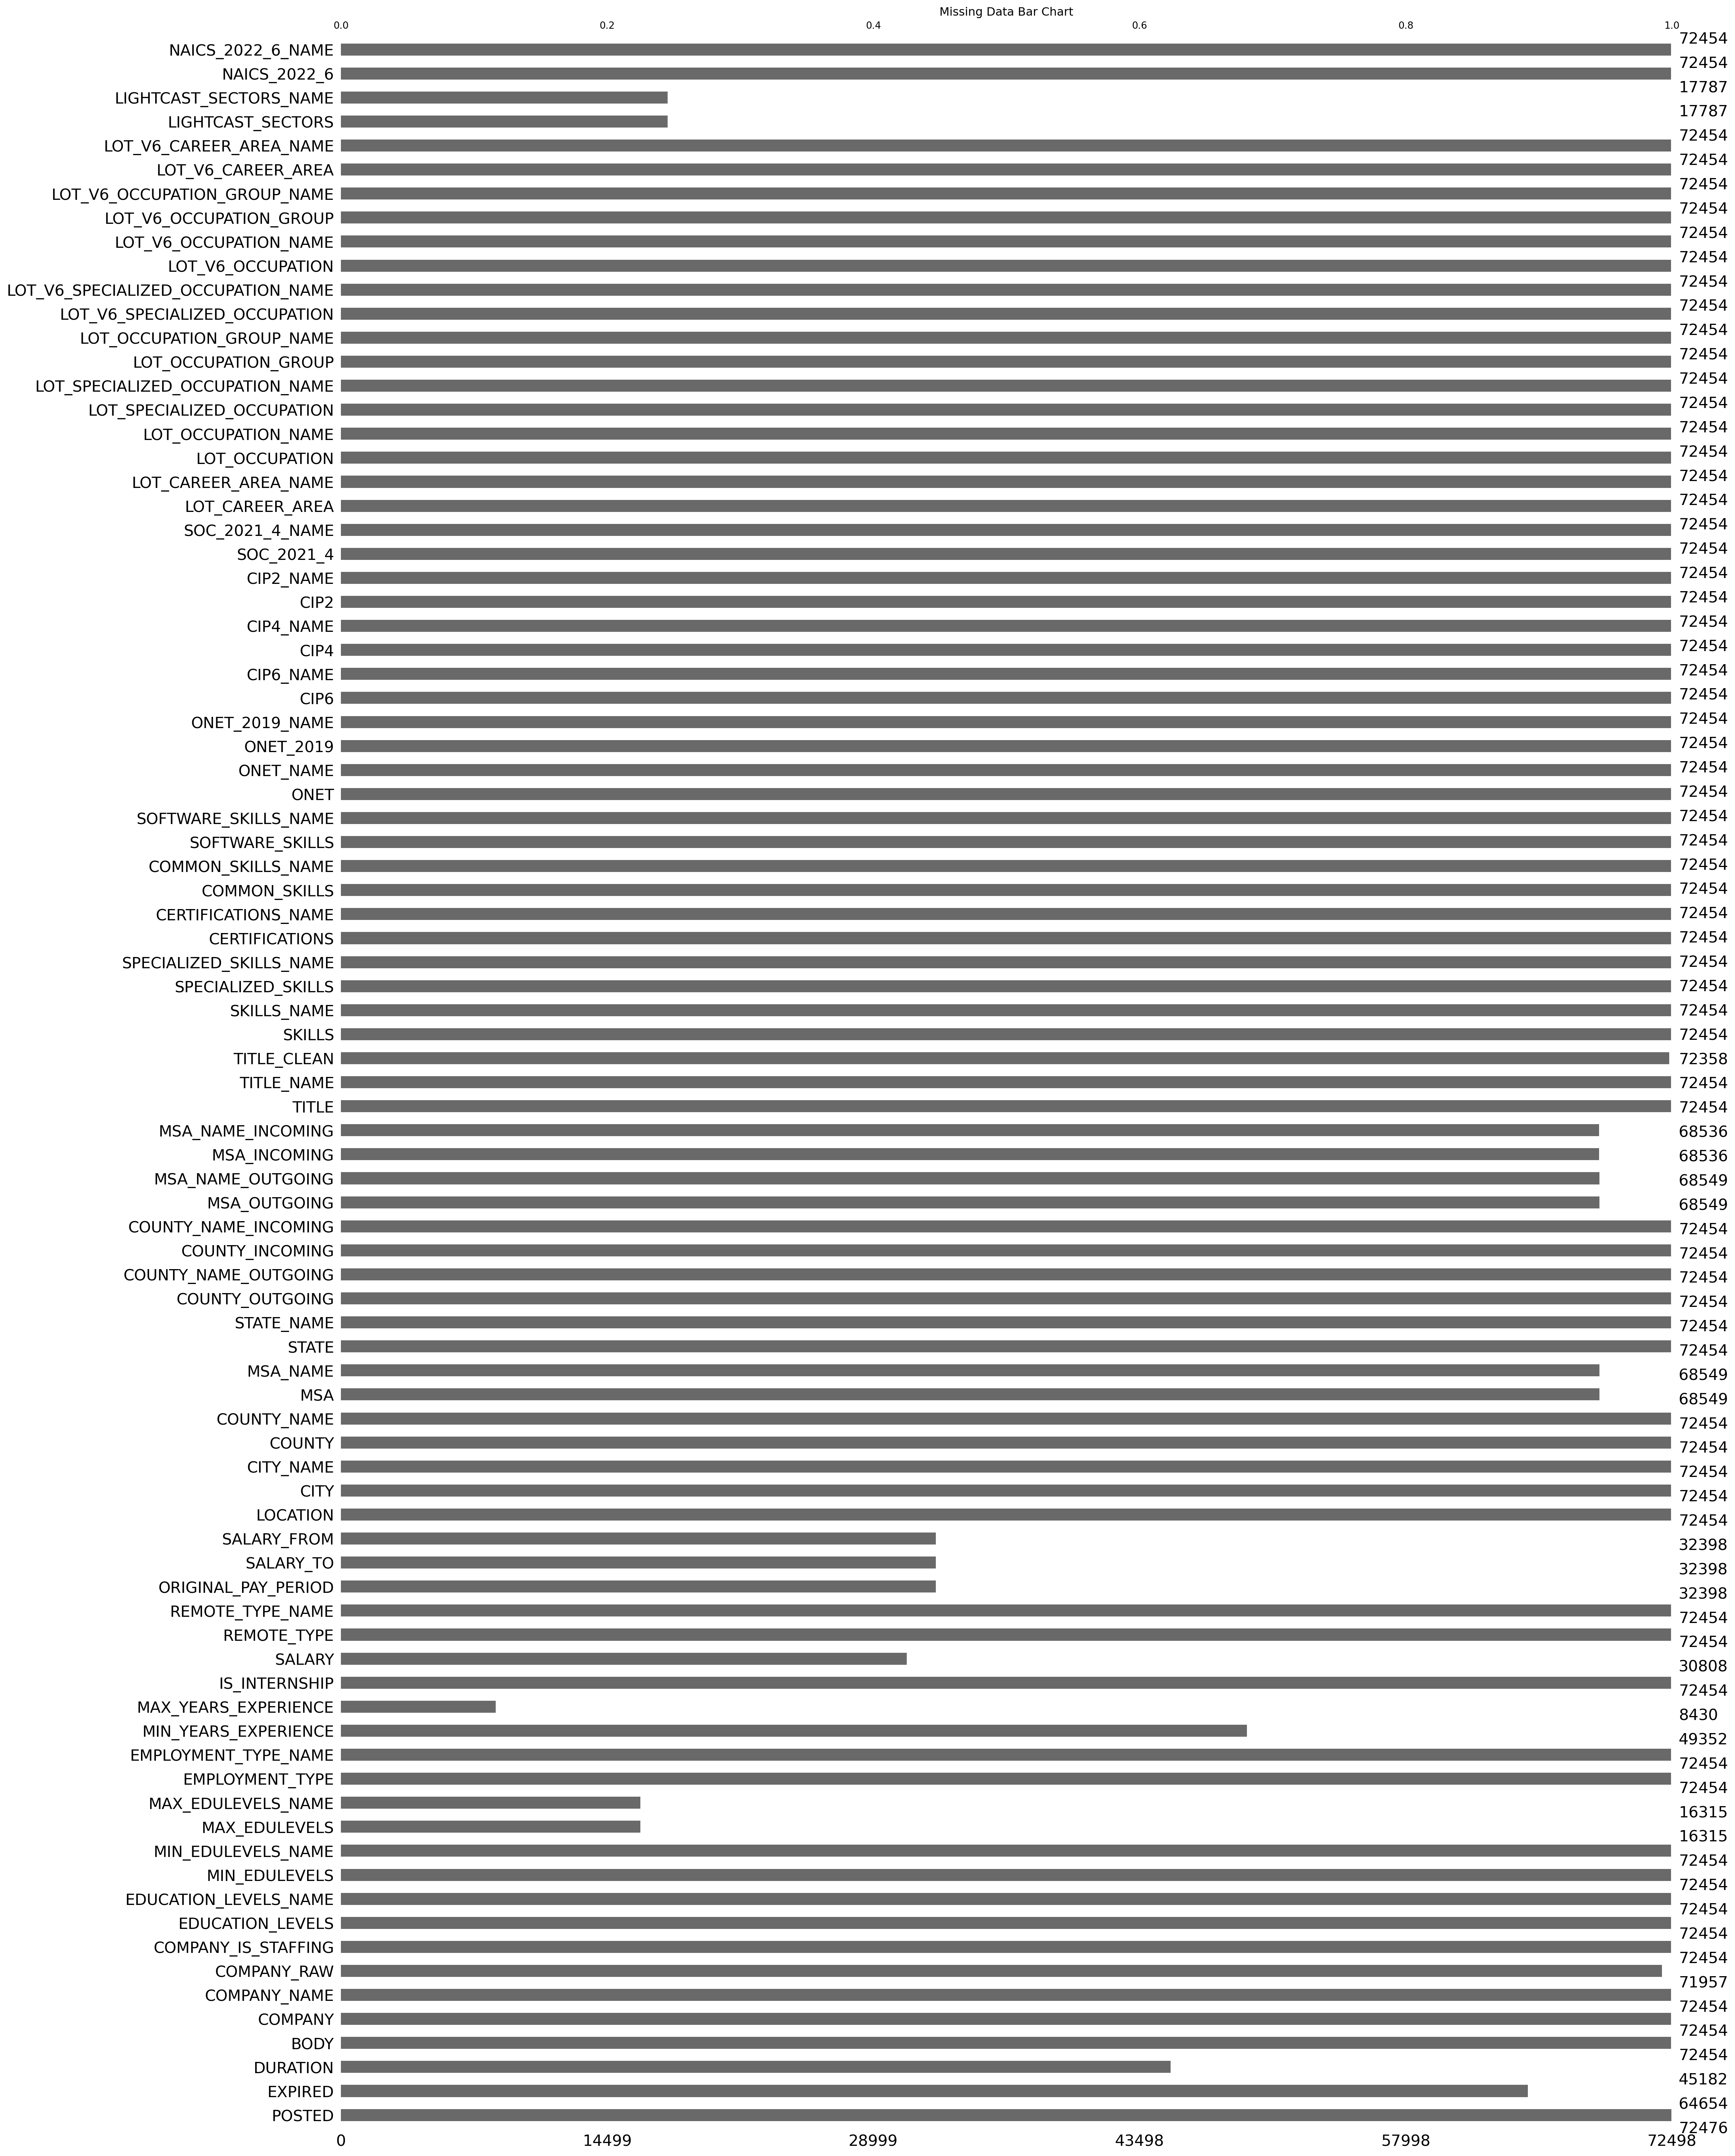 Missing Data Bar Chart
0.0 0.2 0.4 0.6 0.8 1.0
NAICS_2022_6_NAME 72454
NAICS_2022_6 72454
LIGHTCAST_SECTORS_NAME 17787
LIGHTCAST_SECTORS 17787
LOT_V6_CAREER_AREA_NAME 72454
LOT_V6_CAREER_AREA 72454
LOT_V6_OCCUPATION_GROUP_NAME 72454
LOT_V6_OCCUPATION_GROUP 72454
LOT_V6_OCCUPATION_NAME 72454
LOT_V6_OCCUPATION 72454
LOT_V6_SPECIALIZED_OCCUPATION_NAME 72454
LOT_V6_SPECIALIZED_OCCUPATION 72454
LOT_OCCUPATION_GROUP_NAME 72454
LOT_OCCUPATION_GROUP 72454
LOT_SPECIALIZED_OCCUPATION_NAME 72454
LOT_SPECIALIZED_OCCUPATION 72454
LOT_OCCUPATION_NAME 72454
LOT_OCCUPATION 72454
LOT_CAREER_AREA_NAME 72454
LOT_CAREER_AREA 72454
SOC_2021_4_NAME 72454
SOC_2021_4 72454
CIP2_NAME 72454
CIP2 72454
CIP4_NAME 72454
CIP4 72454
CIP6_NAME 72454
CIP6 72454
ONET_2019_NAME 72454
ONET_2019 72454
ONET_NAME 72454
ONET 72454
SOFTWARE_SKILLS_NAME 72454
SOFTWARE_SKILLS 72454
COMMON_SKILLS_NAME 72454
COMMON_SKILLS 72454
CERTIFICATIONS_NAME 72454
CERTIFICATIONS 72454
SPECIALIZED_SKILLS_NAME 72454
SPECIALIZED_SKILLS 72454
SKILLS_NAME 72454
SKILLS 72454
TITLE_CLEAN 72358
TITLE_NAME 72454
TITLE 72454
MSA_NAME_INCOMING 68536
MSA_INCOMING 68536
MSA_NAME_OUTGOING 68549
MSA_OUTGOING 68549
COUNTY_NAME_INCOMING 72454
COUNTY_INCOMING 72454
COUNTY_NAME_OUTGOING 72454
COUNTY_OUTGOING 72454
STATE_NAME 72454
STATE 72454
MSA_NAME 68549
MSA 68549
COUNTY_NAME 72454
COUNTY 72454
CITY_NAME 72454
CITY 72454
LOCATION 72454
SALARY_FROM 32398
SALARY_TO 32398
ORIGINAL_PAY_PERIOD 32398
REMOTE_TYPE_NAME 72454
REMOTE_TYPE 72454
SALARY 30808
IS_INTERNSHIP 72454
MAX_YEARS_EXPERIENCE 8430
MIN_YEARS_EXPERIENCE 49352
EMPLOYMENT_TYPE_NAME 72454
EMPLOYMENT_TYPE 72454
MAX_EDULEVELS_NAME 16315
MAX_EDULEVELS 16315
MIN_EDULEVELS_NAME 72454
MIN_EDULEVELS 72454
EDUCATION_LEVELS_NAME 72454
EDUCATION_LEVELS 72454
COMPANY_IS_STAFFING 72454
COMPANY_RAW 71957
COMPANY_NAME 72454
COMPANY 72454
BODY 72454
DURATION 45182
EXPIRED 64654
POSTED 72476
0 14499 28999 43498 57998 72498